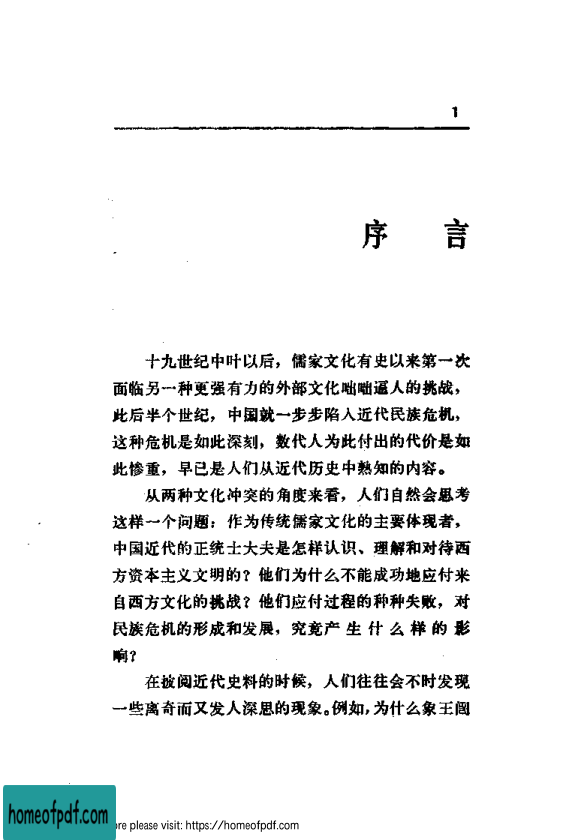 1
序 言
十九世纪中叶以后，儒家文化有史以来第一次
面临另一种更强有力的外部文化咄咄逼人的挑战，
此后半个世纪，中国就一步步陷入近代民族危机，
这种危机是如此深刻，数代人为此付出的代价是如
此惨重，早已是人们从近代历史中熟知的内容。
从两种文化冲突的角度来看，人们自然会思考
这样一个问题：作为传统儒家文化的主要体现者，
中国近代的正统士大夫是怎样认识、理解和对待西
方资本主义文明的？他们为什么不能成功地应付来
自西方文化的挑战？他们应付过程的种种失败，对
民族危机的形成和发展，究竟产生什么样的影
响？
在披阅近代史料的时候，人们往往会不时发现
一些离奇而又发人深思的现象。例如，为什么象王闿
homeofpdf.com
ore please visit: https://homeofpdf.com